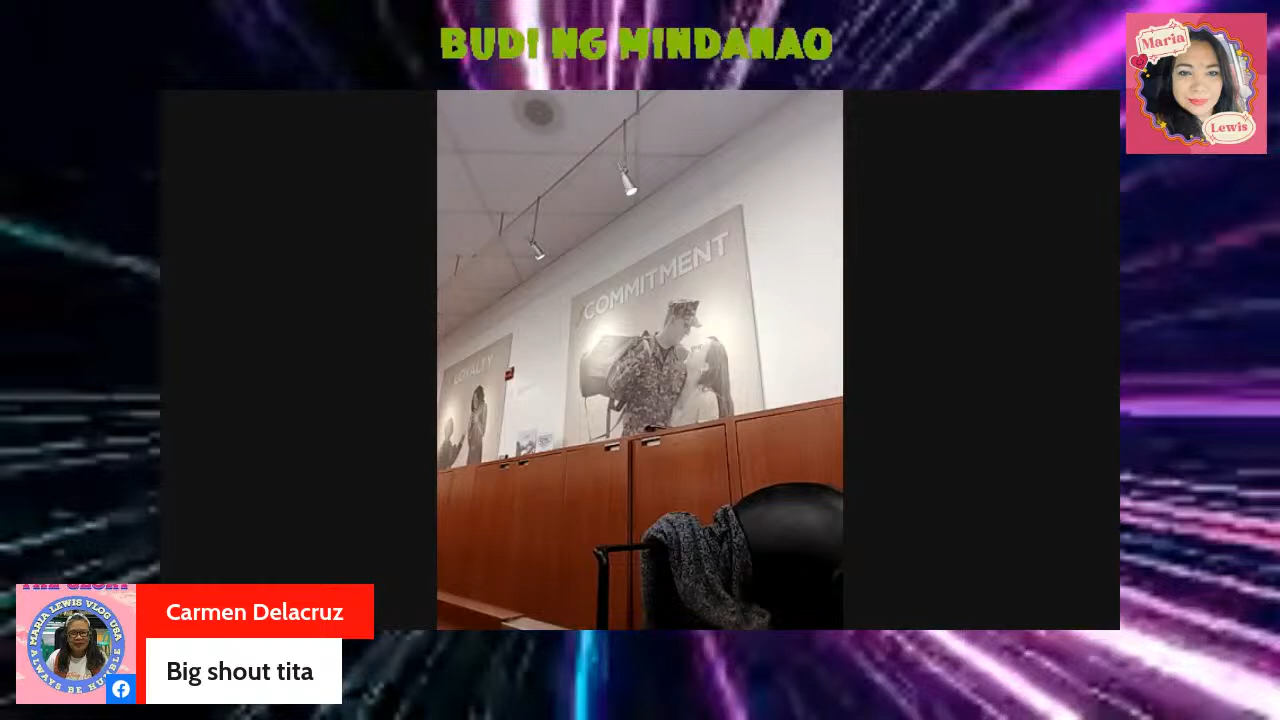 BUDI NG MINDANAO
Maria
Lewis
COMMITMENT
LOYALTY
MARIA LEWIS VLOG USA
ALWAYS BE HUMBLE
Carmen Delacruz
Big shout tita